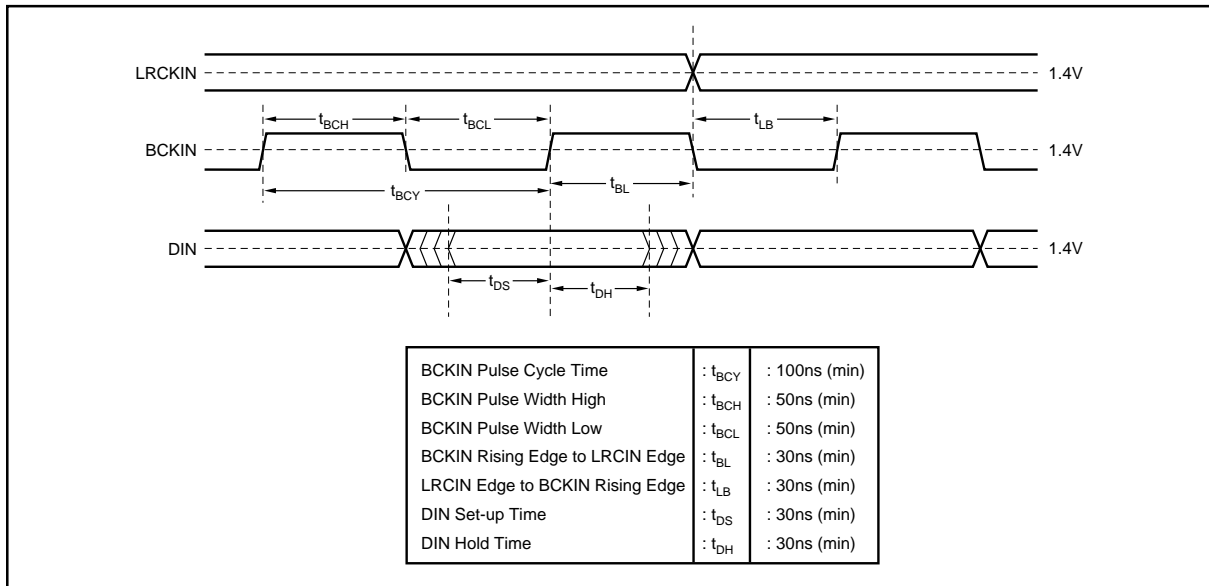 LRCKIN 1.4V
tBCH tBCL tLB
BCKIN 1.4V
tBCY tBL
DIN 1.4V
tDS tDH
BCKIN Pulse Cycle Time : tBCY : 100ns (min)
BCKIN Pulse Width High : tBCH : 50ns (min)
BCKIN Pulse Width Low : tBCL : 50ns (min)
BCKIN Rising Edge to LRCIN Edge : tBL : 30ns (min)
LRCIN Edge to BCKIN Rising Edge : tLB : 30ns (min)
DIN Set-up Time : tDS : 30ns (min)
DIN Hold Time : tDH : 30ns (min)